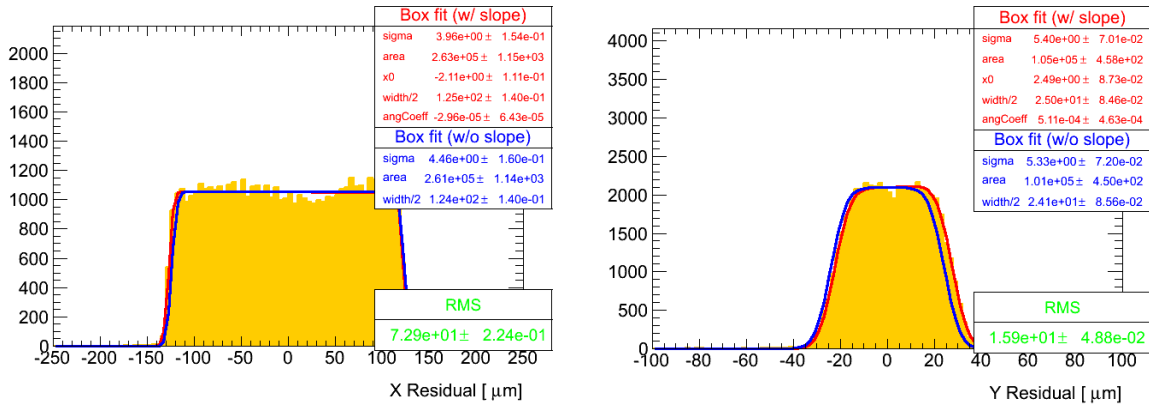 Box fit (w/ slope)
sigma 3.96e+00 ± 1.54e-01
area 2.63e+05 ± 1.15e+03
x0 -2.11e+00 ± 1.11e-01
width/2 1.25e+02 ± 1.40e-01
angCoeff -2.96e-05 ± 6.43e-05
Box fit (w/o slope)
sigma 4.46e+00 ± 1.60e-01
area 2.61e+05 ± 1.14e+03
width/2 1.24e+02 ± 1.40e-01
RMS
7.29e+01 ± 2.24e-01
2000
1800
1600
1400
1200
1000
800
600
400
200
0
-250 -200 -150 -100 -50 0 50 100 150 200 250
X Residual [ μm]
Box fit (w/ slope)
sigma 5.40e+00 ± 7.01e-02
area 1.05e+05 ± 4.58e+02
x0 2.49e+00 ± 8.73e-02
width/2 2.50e+01 ± 8.46e-02
angCoeff 5.11e-04 ± 4.63e-04
Box fit (w/o slope)
sigma 5.33e+00 ± 7.20e-02
area 1.01e+05 ± 4.50e+02
width/2 2.41e+01 ± 8.56e-02
RMS
1.59e+01 ± 4.88e-02
4000
3500
3000
2500
2000
1500
1000
500
0
-100 -80 -60 -40 -20 0 20 40 60 80 100
Y Residual [ μm]